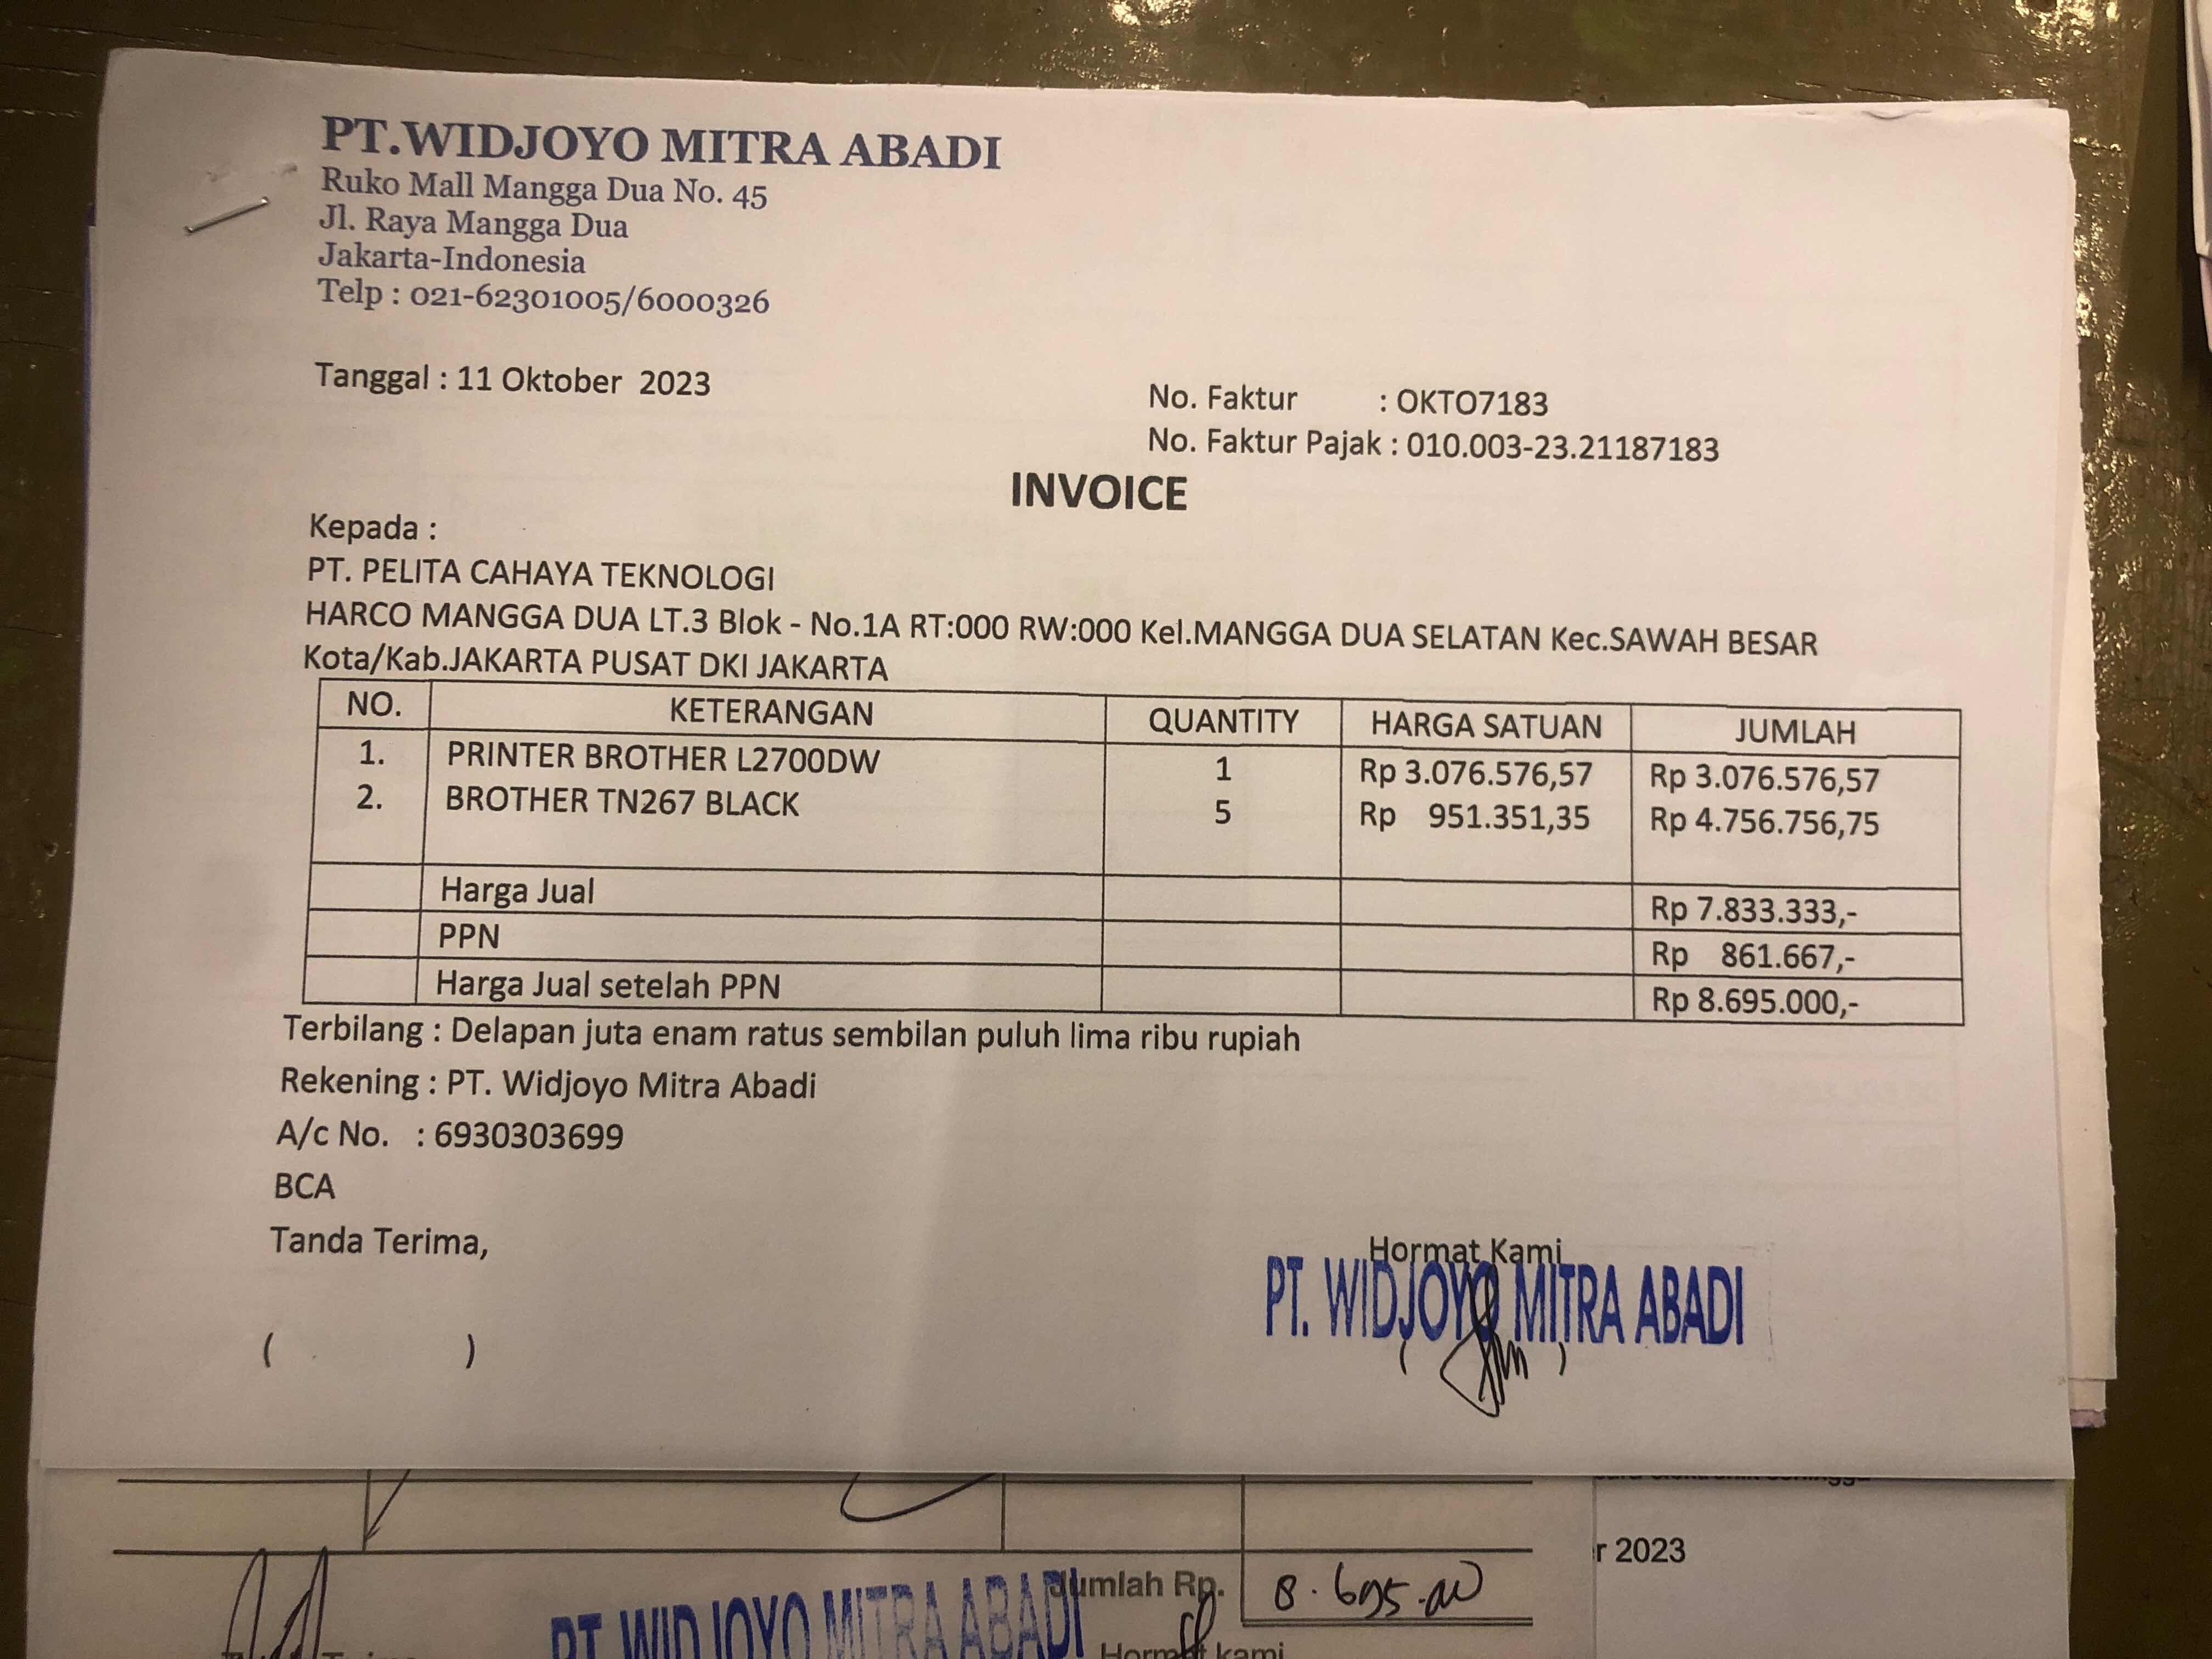 PT.WIDJOYO MITRA ABADI
Ruko Mall Mangga Dua No. 45
Jl. Raya Mangga Dua
Jakarta-Indonesia
Telp : 021-62301005/6000326
Tanggal : 11 Oktober 2023
No. Faktur : OKTO7183
No. Faktur Pajak : 010.003-23.21187183
INVOICE
Kepada :
PT. PELITA CAHAYA TEKNOLOGI
HARCO MANGGA DUA LT.3 Blok - No.1A RT:000 RW:000 Kel.MANGGA DUA SELATAN Kec.SAWAH BESAR
Kota/Kab.JAKARTA PUSAT DKI JAKARTA
NO. KETERANGAN QUANTITY HARGA SATUAN JUMLAH
1. PRINTER BROTHER L2700DW 1 Rp 3.076.576,57 Rp 3.076.576,57
2. BROTHER TN267 BLACK 5 Rp 951.351,35 Rp 4.756.756,75
Harga Jual Rp 7.833.333,-
PPN Rp 861.667,-
Harga Jual setelah PPN Rp 8.695.000,-
Terbilang : Delapan juta enam ratus sembilan puluh lima ribu rupiah
Rekening : PT. Widjoyo Mitra Abadi
A/c No. : 6930303699
BCA
Tanda Terima,
Hormat Kami
PT. WIDJOYO MITRA ABADI
( )
( )
r 2023
Jumlah Rp.
PT. WIDJOYO MITRA ABADI
Hormat kami